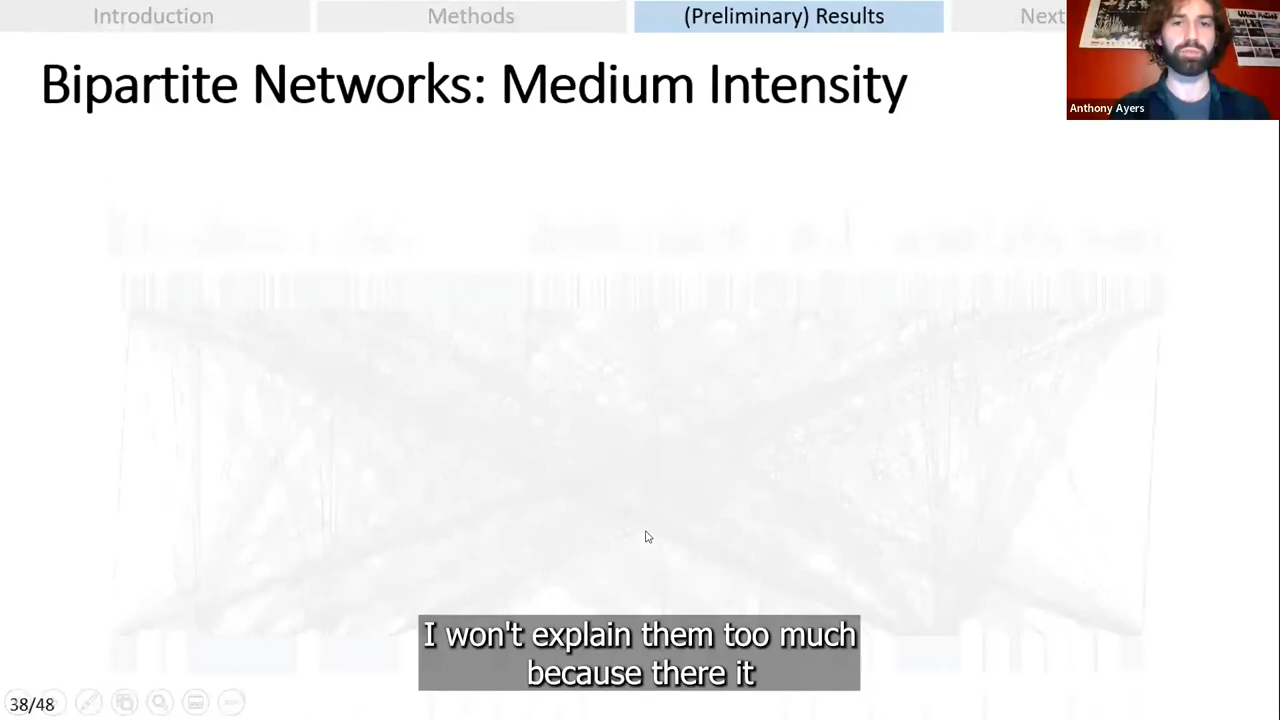 Introduction
Methods
(Preliminary) Results
Next
Bipartite Networks: Medium Intensity
Anthony Ayers
I won't explain them too much
because there it
38/48